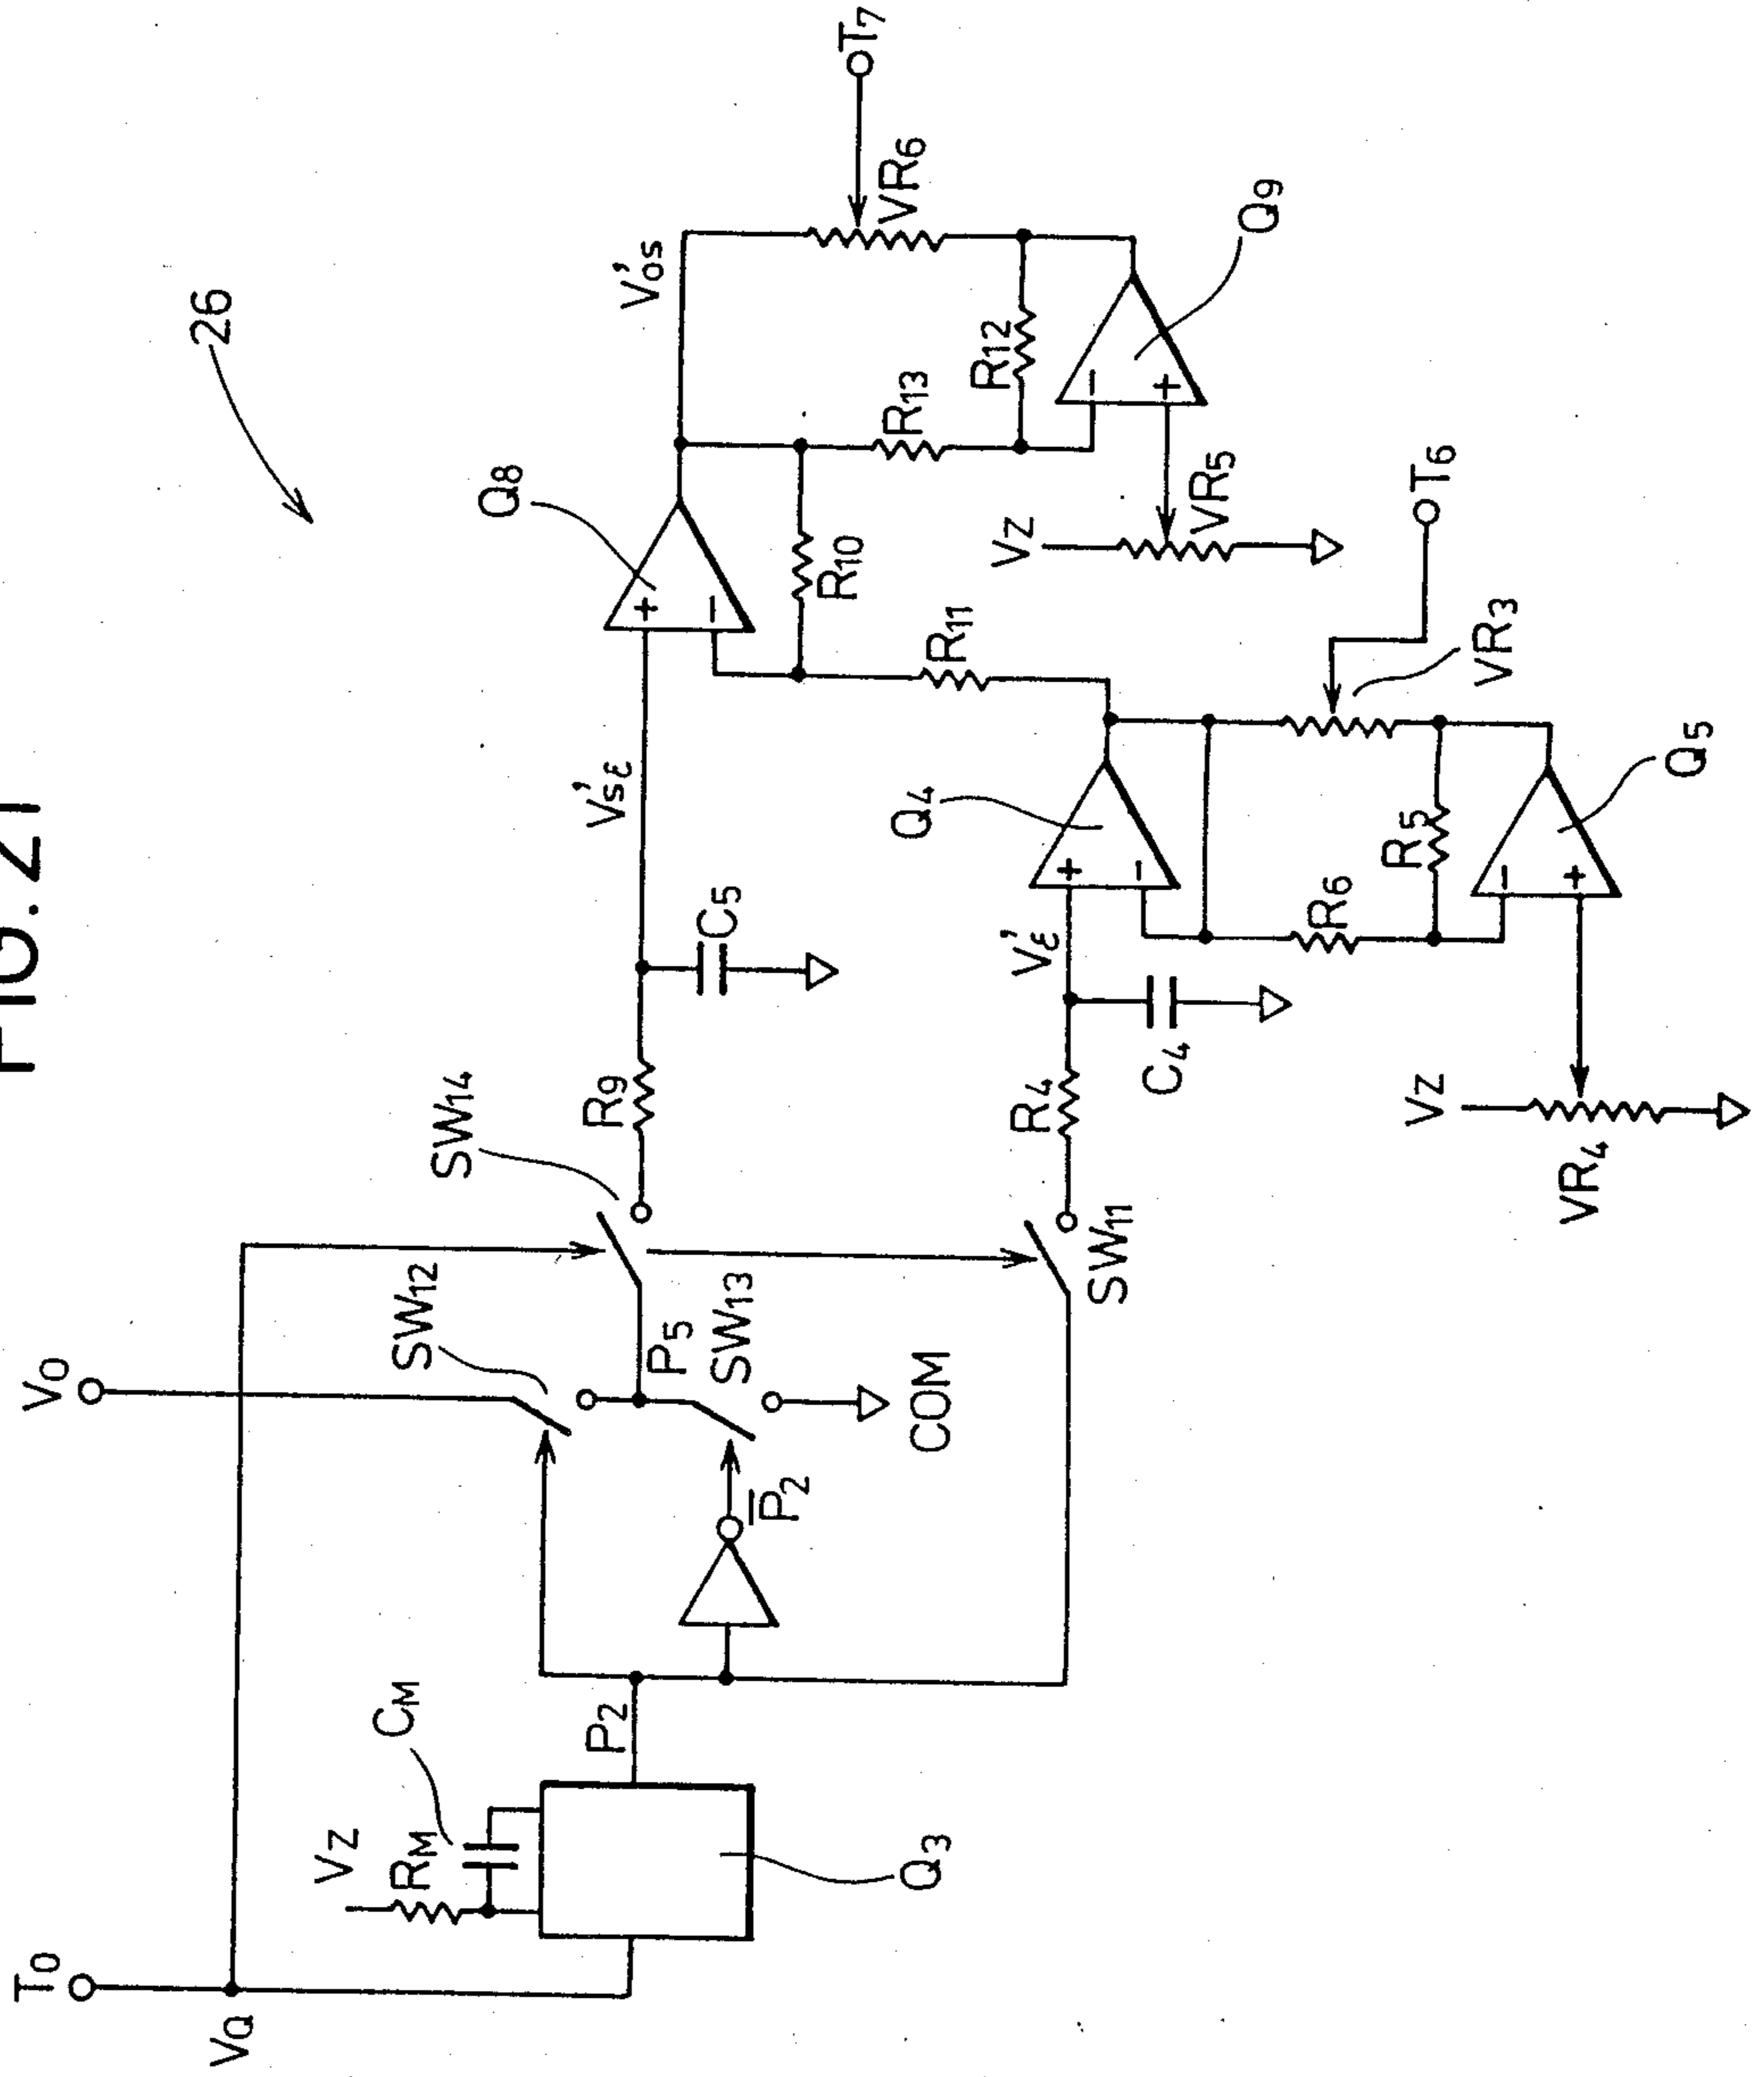 FIG. 21
26
T0
VQ
VZ
RM
CM
Q3
P2
P̅2
VO
SW12
P5
SW13
COM
SW14
SW11
R9
C5
V'sε
Q8
R10
R11
V'os
R13
R12
VR6
T7
Q9
VZ
VR5
R4
C4
V'ε
Q4
R6
R5
VR3
T6
Q5
VZ
VR4